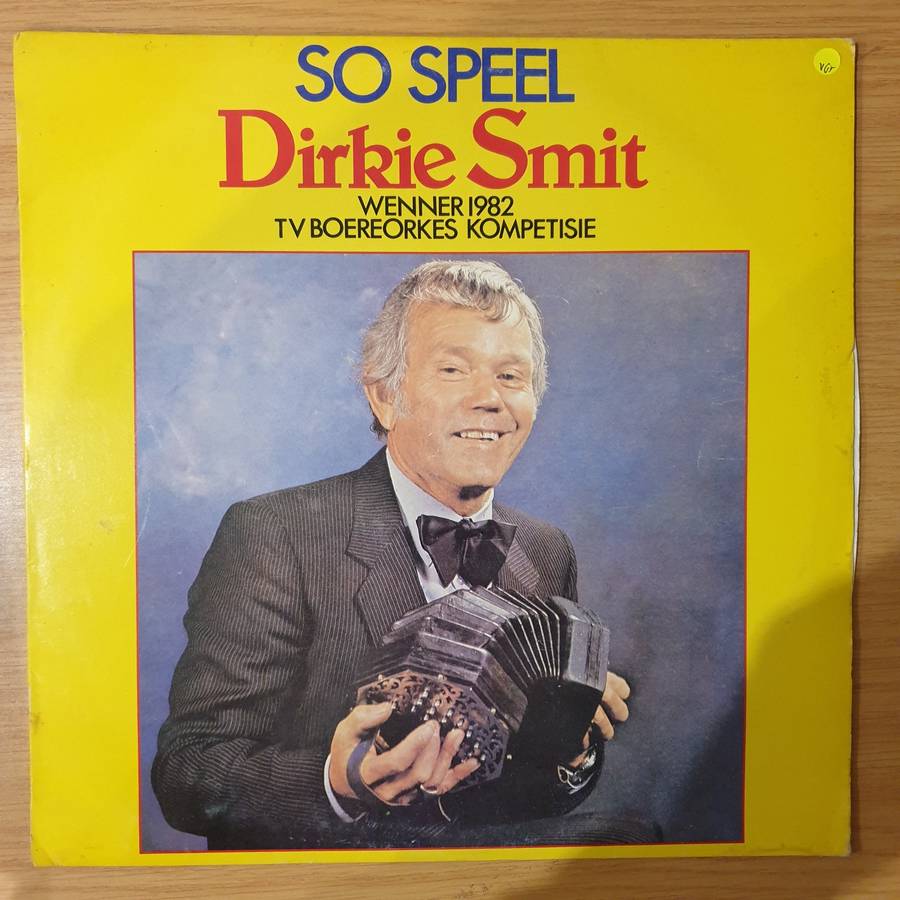 SO SPEEL
Dirkie Smit
WENNER 1982
TV BOEREORKES KOMPETISIE